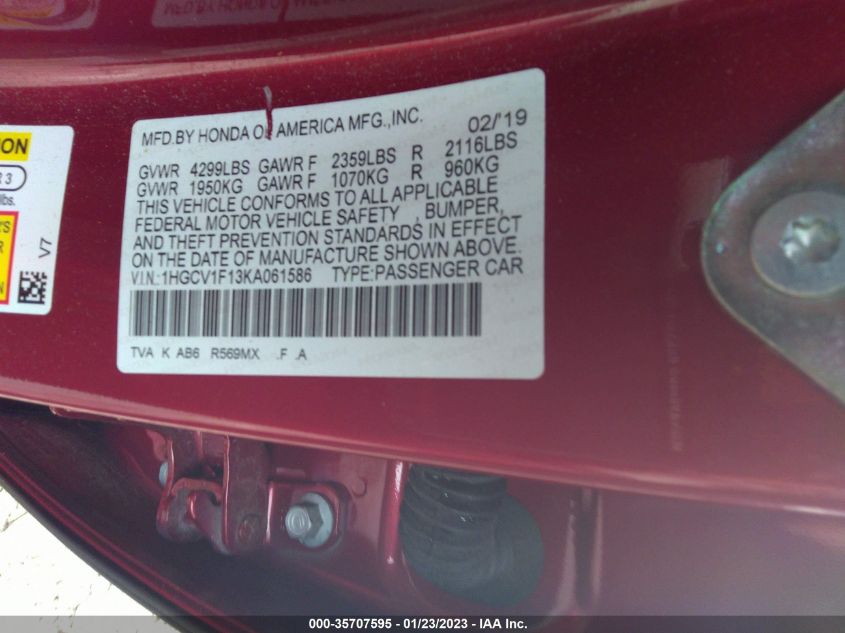 MFD.BY HONDA OF AMERICA MFG.,INC. 02/'19
GVWR 4299LBS GAWR F 2359LBS R 2116LBS
GVWR 1950KG GAWR F 1070KG R 960KG
THIS VEHICLE CONFORMS TO ALL APPLICABLE
FEDERAL MOTOR VEHICLE SAFETY , BUMPER,
AND THEFT PREVENTION STANDARDS IN EFFECT
ON THE DATE OF MANUFACTURE SHOWN ABOVE.
V.I.N.:1HGCV1F13KA061586 TYPE:PASSENGER CAR
TVA K AB6 R569MX .F .A
TION
R 3
lbs.
'S
R
N
V7
000-35707595 - 01/23/2023 - IAA Inc.